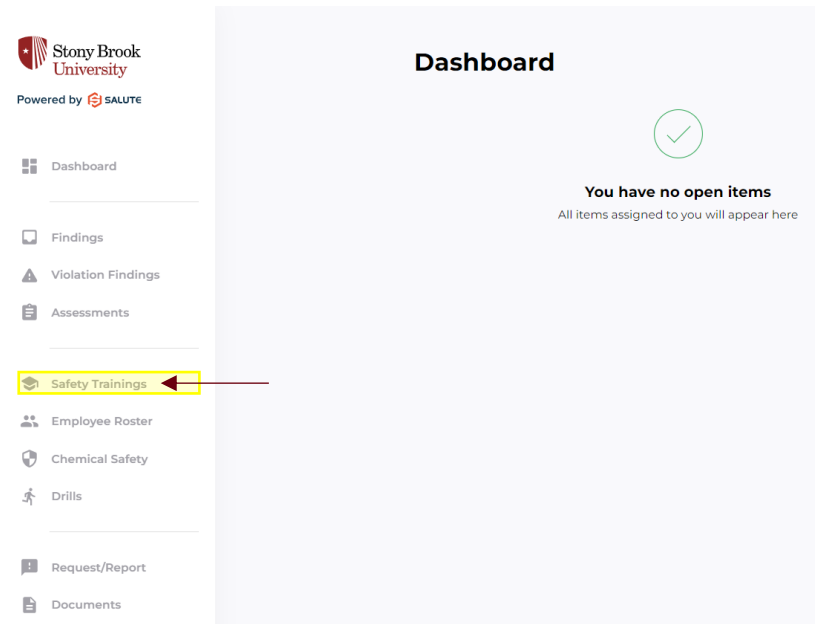 Stony Brook
University
Powered by SALUTE
Dashboard
Findings
Violation Findings
Assessments
Safety Trainings
Employee Roster
Chemical Safety
Drills
Request/Report
Documents
Dashboard
You have no open items
All items assigned to you will appear here